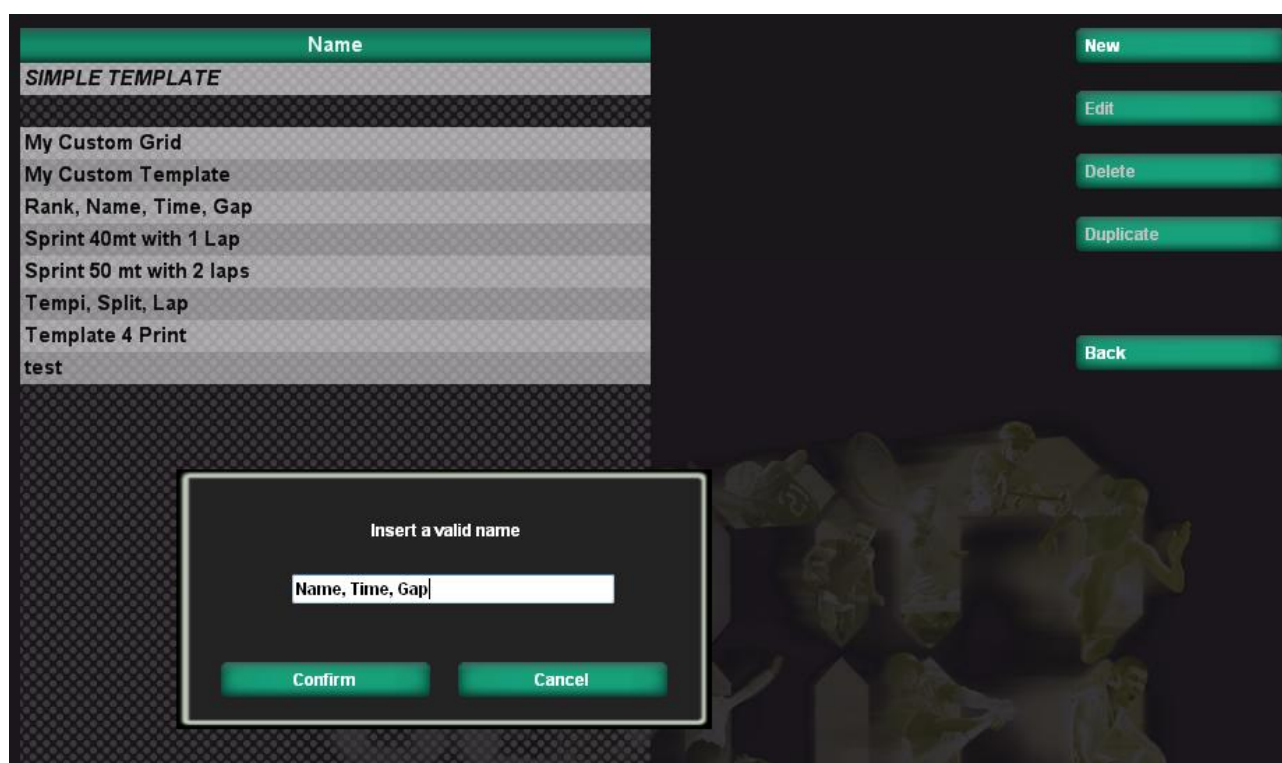 Name
SIMPLE TEMPLATE
My Custom Grid
My Custom Template
Rank, Name, Time, Gap
Sprint 40mt with 1 Lap
Sprint 50 mt with 2 laps
Tempi, Split, Lap
Template 4 Print
test
New
Edit
Delete
Duplicate
Back
Insert a valid name
Name, Time, Gap
Confirm
Cancel